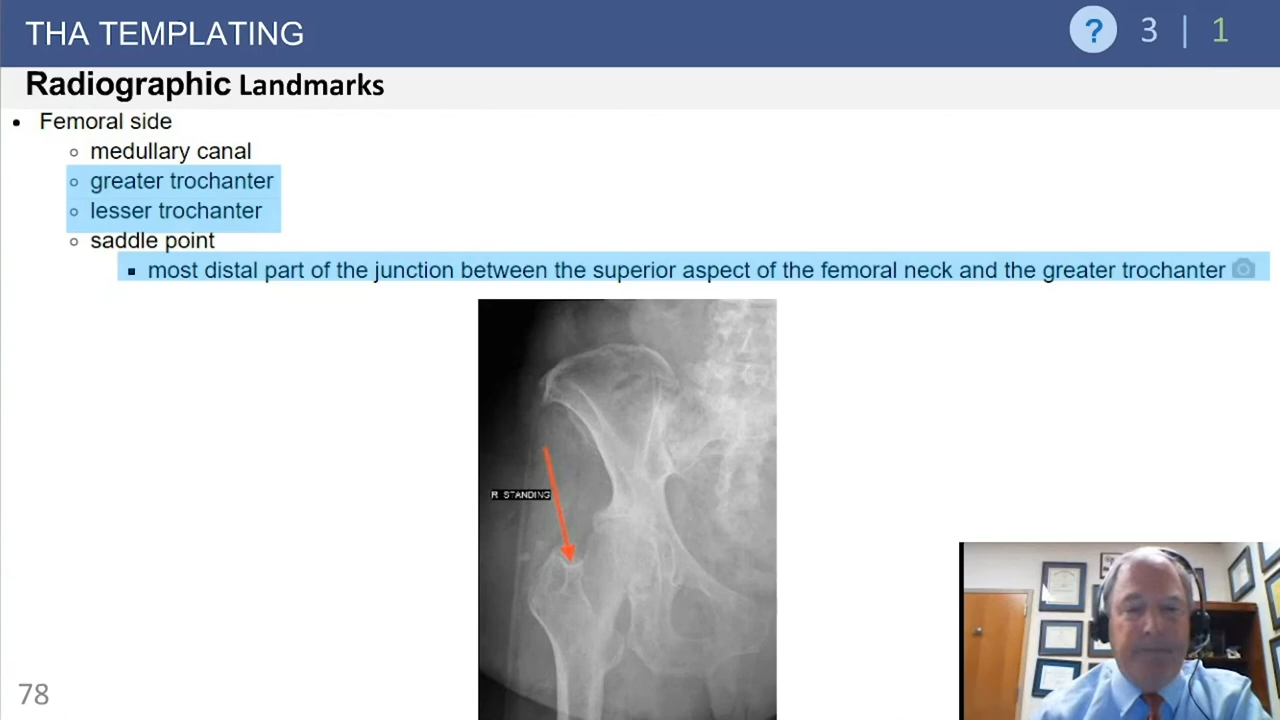 THA TEMPLATING
? 3 | 1
Radiographic Landmarks
• Femoral side
○ medullary canal
○ greater trochanter
○ lesser trochanter
○ saddle point
▪ most distal part of the junction between the superior aspect of the femoral neck and the greater trochanter
R STANDING
78